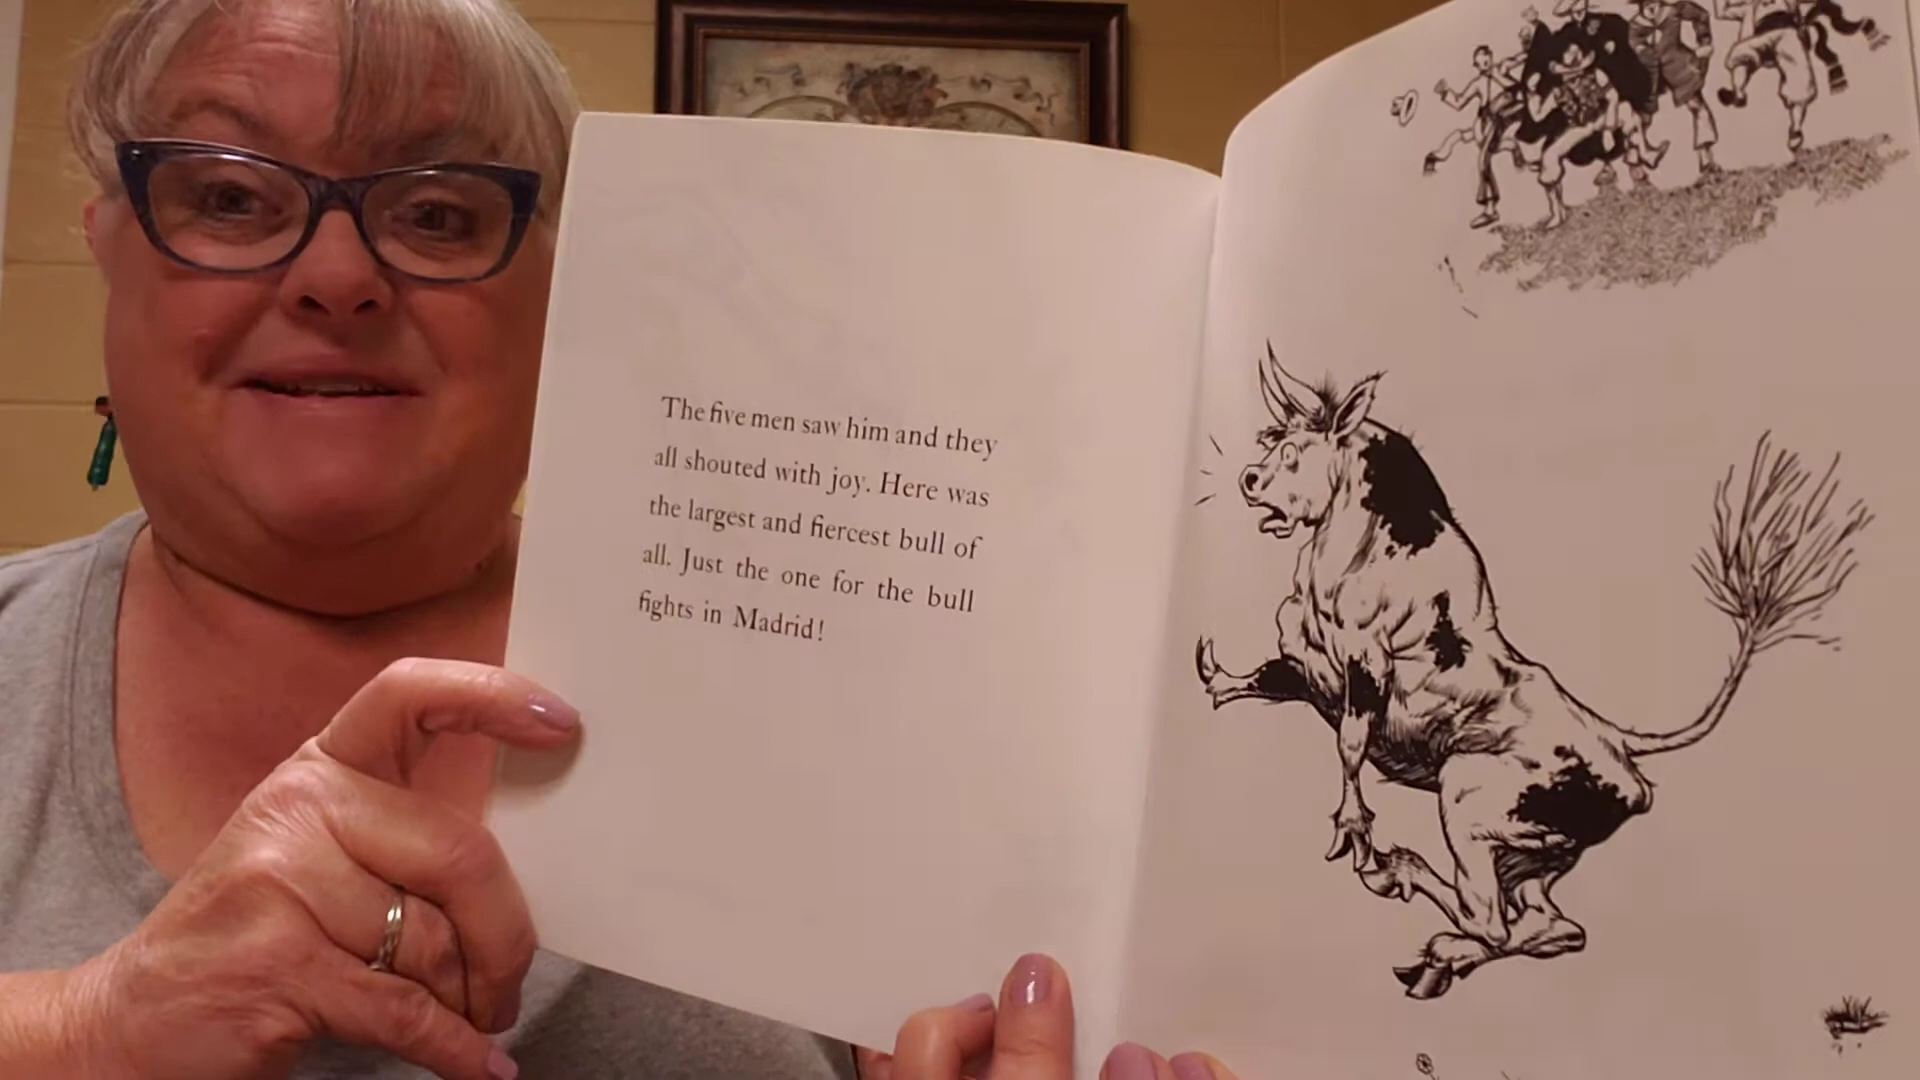 The five men saw him and they
all shouted with joy. Here was
the largest and fiercest bull of
all. Just the one for the bull
fights in Madrid!